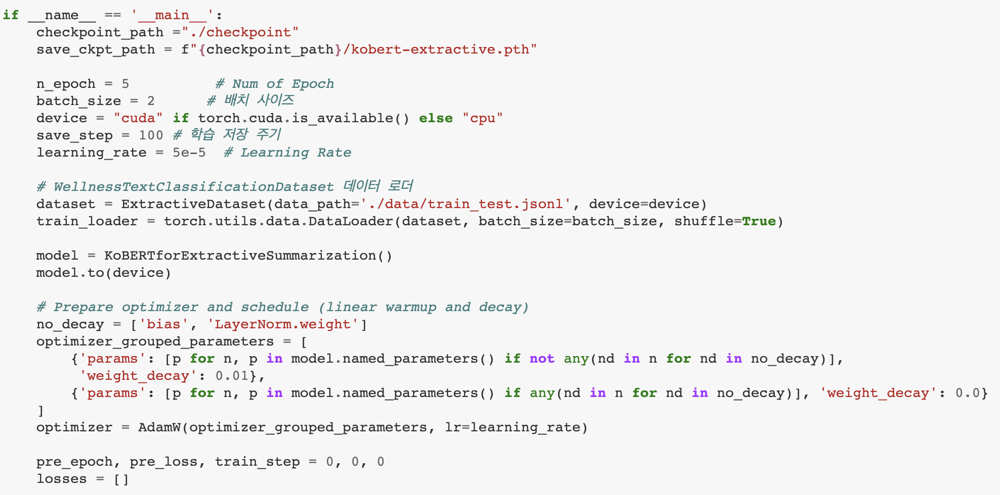 if __name__ == '__main__':
    checkpoint_path ="./checkpoint"
    save_ckpt_path = f"{checkpoint_path}/kobert-extractive.pth"

    n_epoch = 5          # Num of Epoch
    batch_size = 2      # 배치 사이즈
    device = "cuda" if torch.cuda.is_available() else "cpu"
    save_step = 100 # 학습 저장 주기
    learning_rate = 5e-5  # Learning Rate

    # WellnessTextClassificationDataset 데이터 로더
    dataset = ExtractiveDataset(data_path='./data/train_test.jsonl', device=device)
    train_loader = torch.utils.data.DataLoader(dataset, batch_size=batch_size, shuffle=True)

    model = KoBERTforExtractiveSummarization()
    model.to(device)

    # Prepare optimizer and schedule (linear warmup and decay)
    no_decay = ['bias', 'LayerNorm.weight']
    optimizer_grouped_parameters = [
        {'params': [p for n, p in model.named_parameters() if not any(nd in n for nd in no_decay)],
         'weight_decay': 0.01},
        {'params': [p for n, p in model.named_parameters() if any(nd in n for nd in no_decay)], 'weight_decay': 0.0}
    ]
    optimizer = AdamW(optimizer_grouped_parameters, lr=learning_rate)

    pre_epoch, pre_loss, train_step = 0, 0, 0
    losses = []